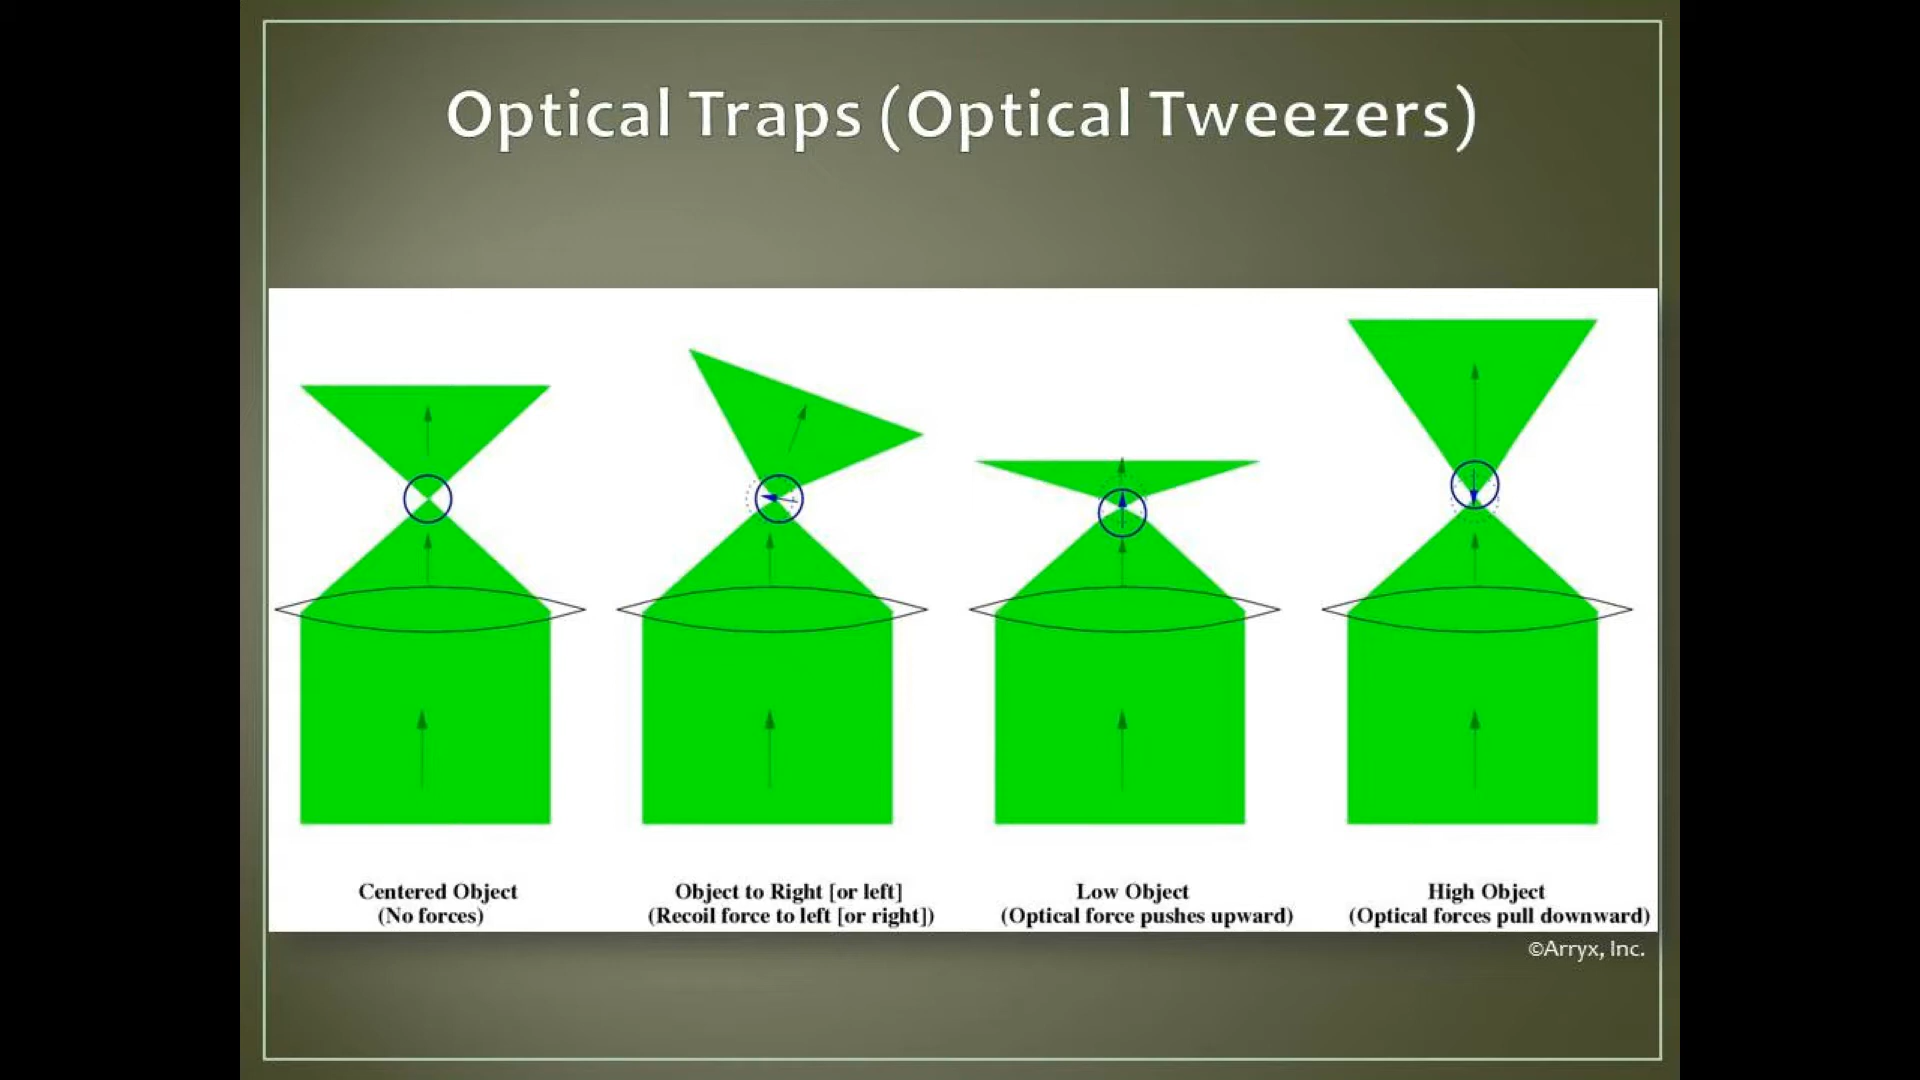 Optical Traps (Optical Tweezers)
Centered Object
(No forces)
Object to Right [or left]
(Recoil force to left [or right])
Low Object
(Optical force pushes upward)
High Object
(Optical forces pull downward)
©Arryx, Inc.